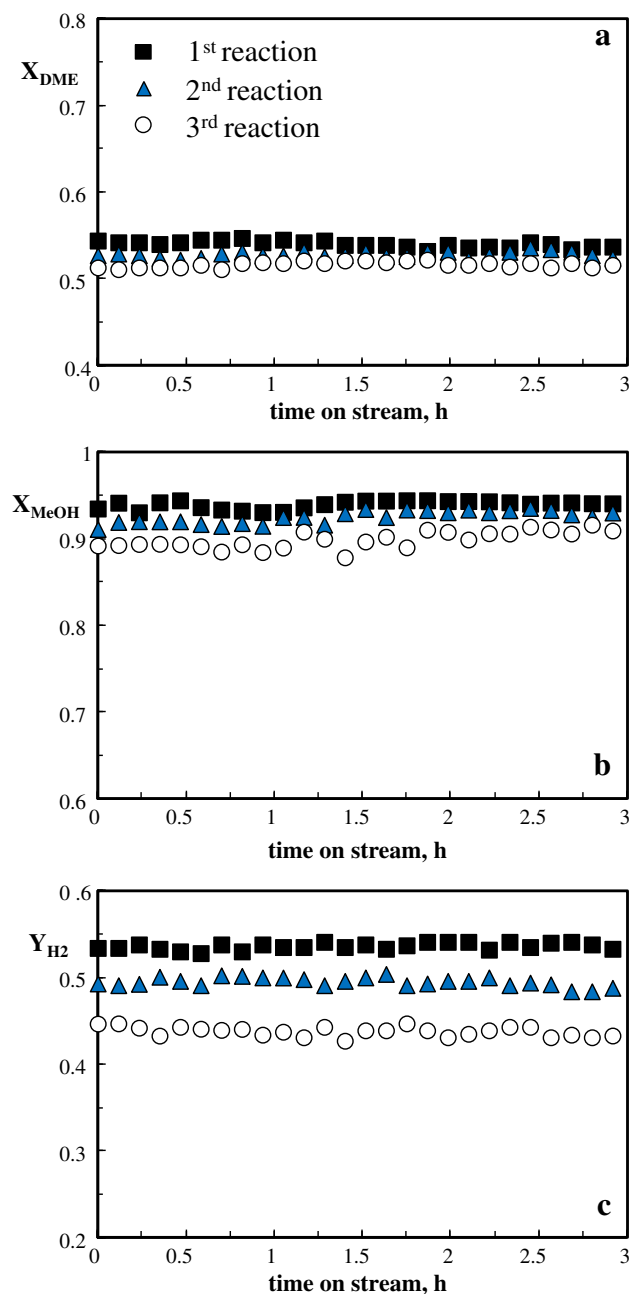 0.8
a
X_DME
1st reaction
2nd reaction
3rd reaction
0.7
0.6
0.5
0.4
0 0.5 1 1.5 2 2.5 3
time on stream, h
1
X_MeOH
0.9
0.8
0.7
b
0.6
0 0.5 1 1.5 2 2.5 3
time on stream, h
0 .6
Y_H2
0.5
0.4
0.3
c
0.2
0 0.5 1 1.5 2 2.5 3
time on stream, h